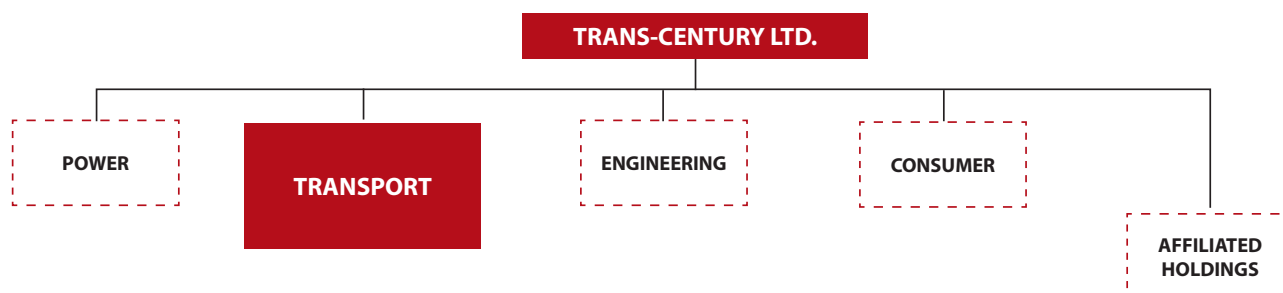 TRANS-CENTURY LTD.
POWER
TRANSPORT
ENGINEERING
CONSUMER
AFFILIATED
HOLDINGS